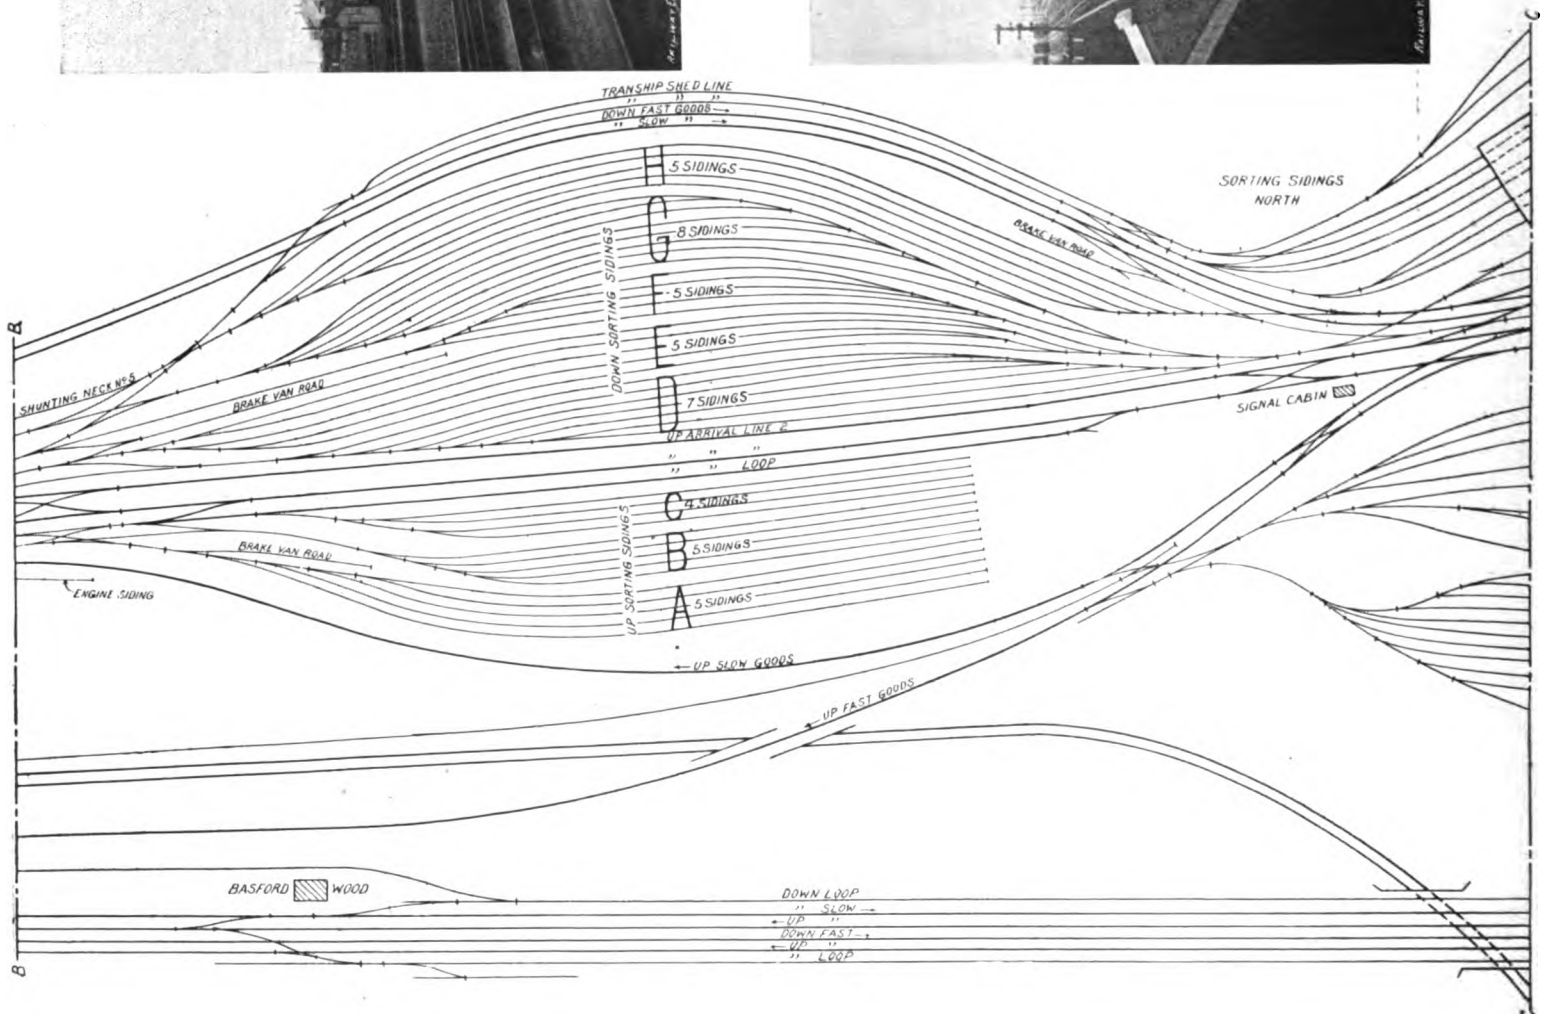 RAILWAY
RAILWAY
C
TRANSHIP SHED LINE
" " "
DOWN FAST GOODS
" SLOW "
H 5 SIDINGS
SORTING SIDINGS
NORTH
G 8 SIDINGS
BRAKE VAN ROAD
DOWN SORTING SIDINGS
F 5 SIDINGS
B
E 5 SIDINGS
SHUNTING NECK No 5
BRAKE VAN ROAD
D 7 SIDINGS
SIGNAL CABIN
UP ARRIVAL LINE 2
" " "
" " LOOP
C 4 SIDINGS
UP SORTING SIDINGS
BRAKE VAN ROAD
B 5 SIDINGS
ENGINE SIDING
A 5 SIDINGS
UP SLOW GOODS
UP FAST GOODS
BASFORD WOOD
DOWN LOOP
" SLOW
UP "
DOWN FAST
UP "
" LOOP
B